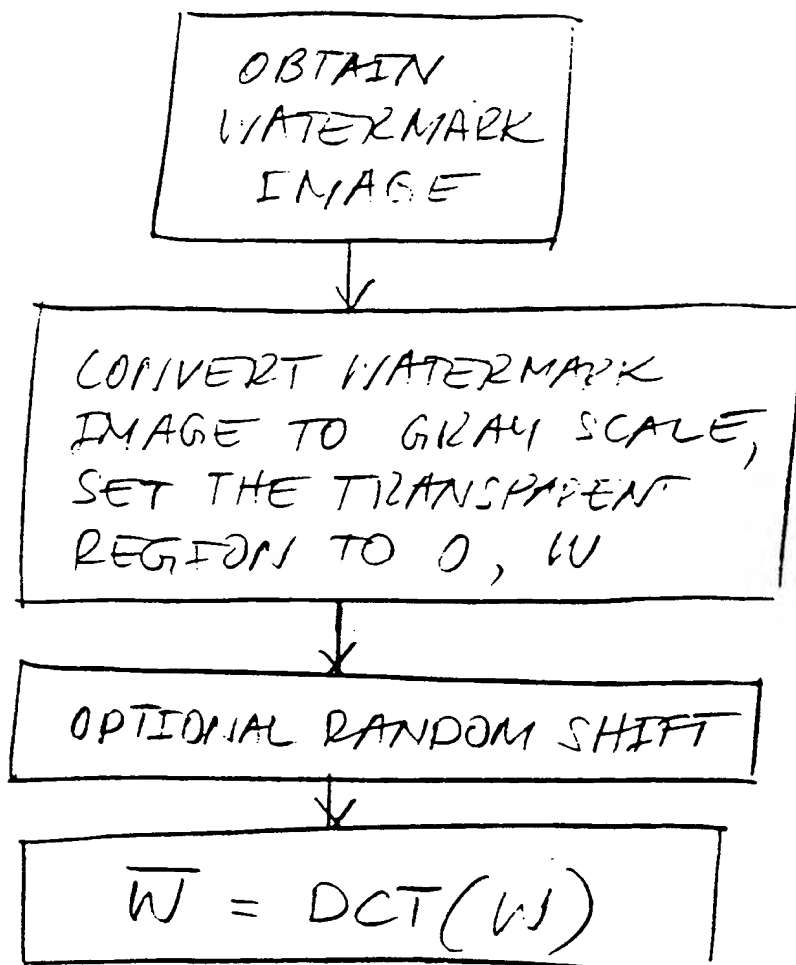 OBTAIN
WATERMARK
IMAGE
CONVERT WATERMARK
IMAGE TO GRAY SCALE,
SET THE TRANSPARENT
REGION TO 0, W
OPTIONAL RANDOM SHIFT
W̅ = DCT(W)